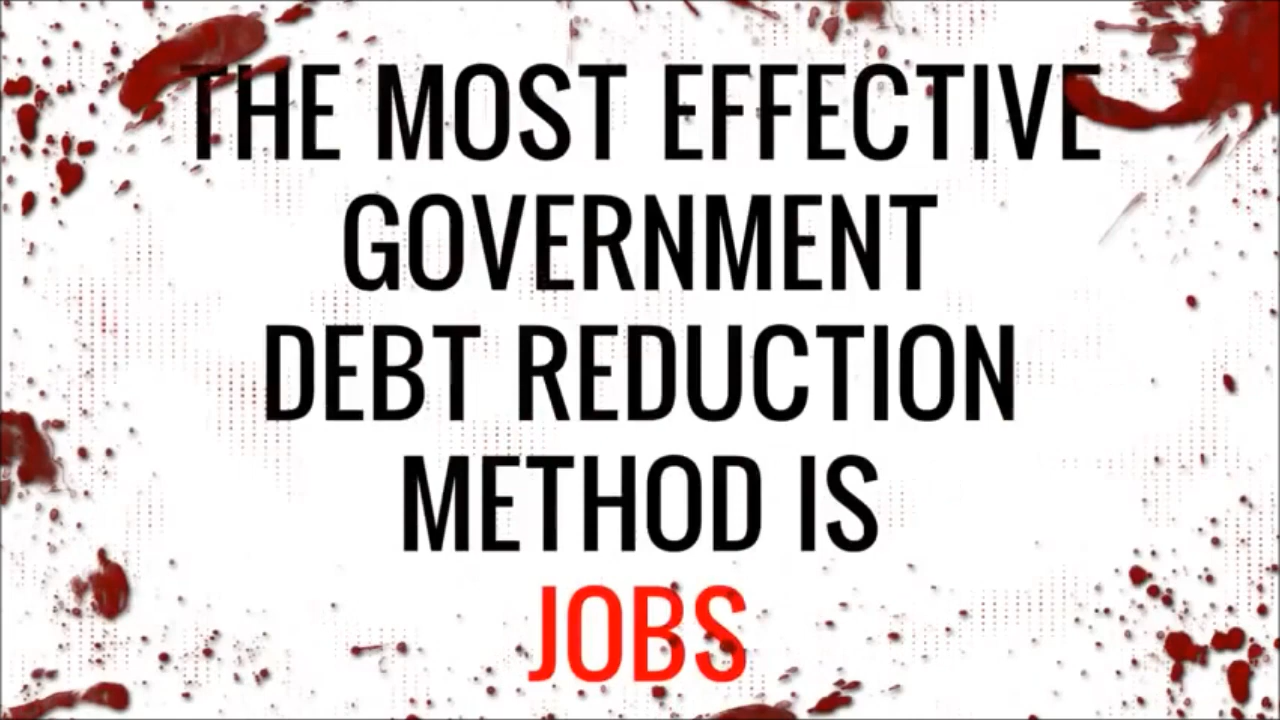 THE MOST EFFECTIVE
GOVERNMENT
DEBT REDUCTION
METHOD IS
JOBS